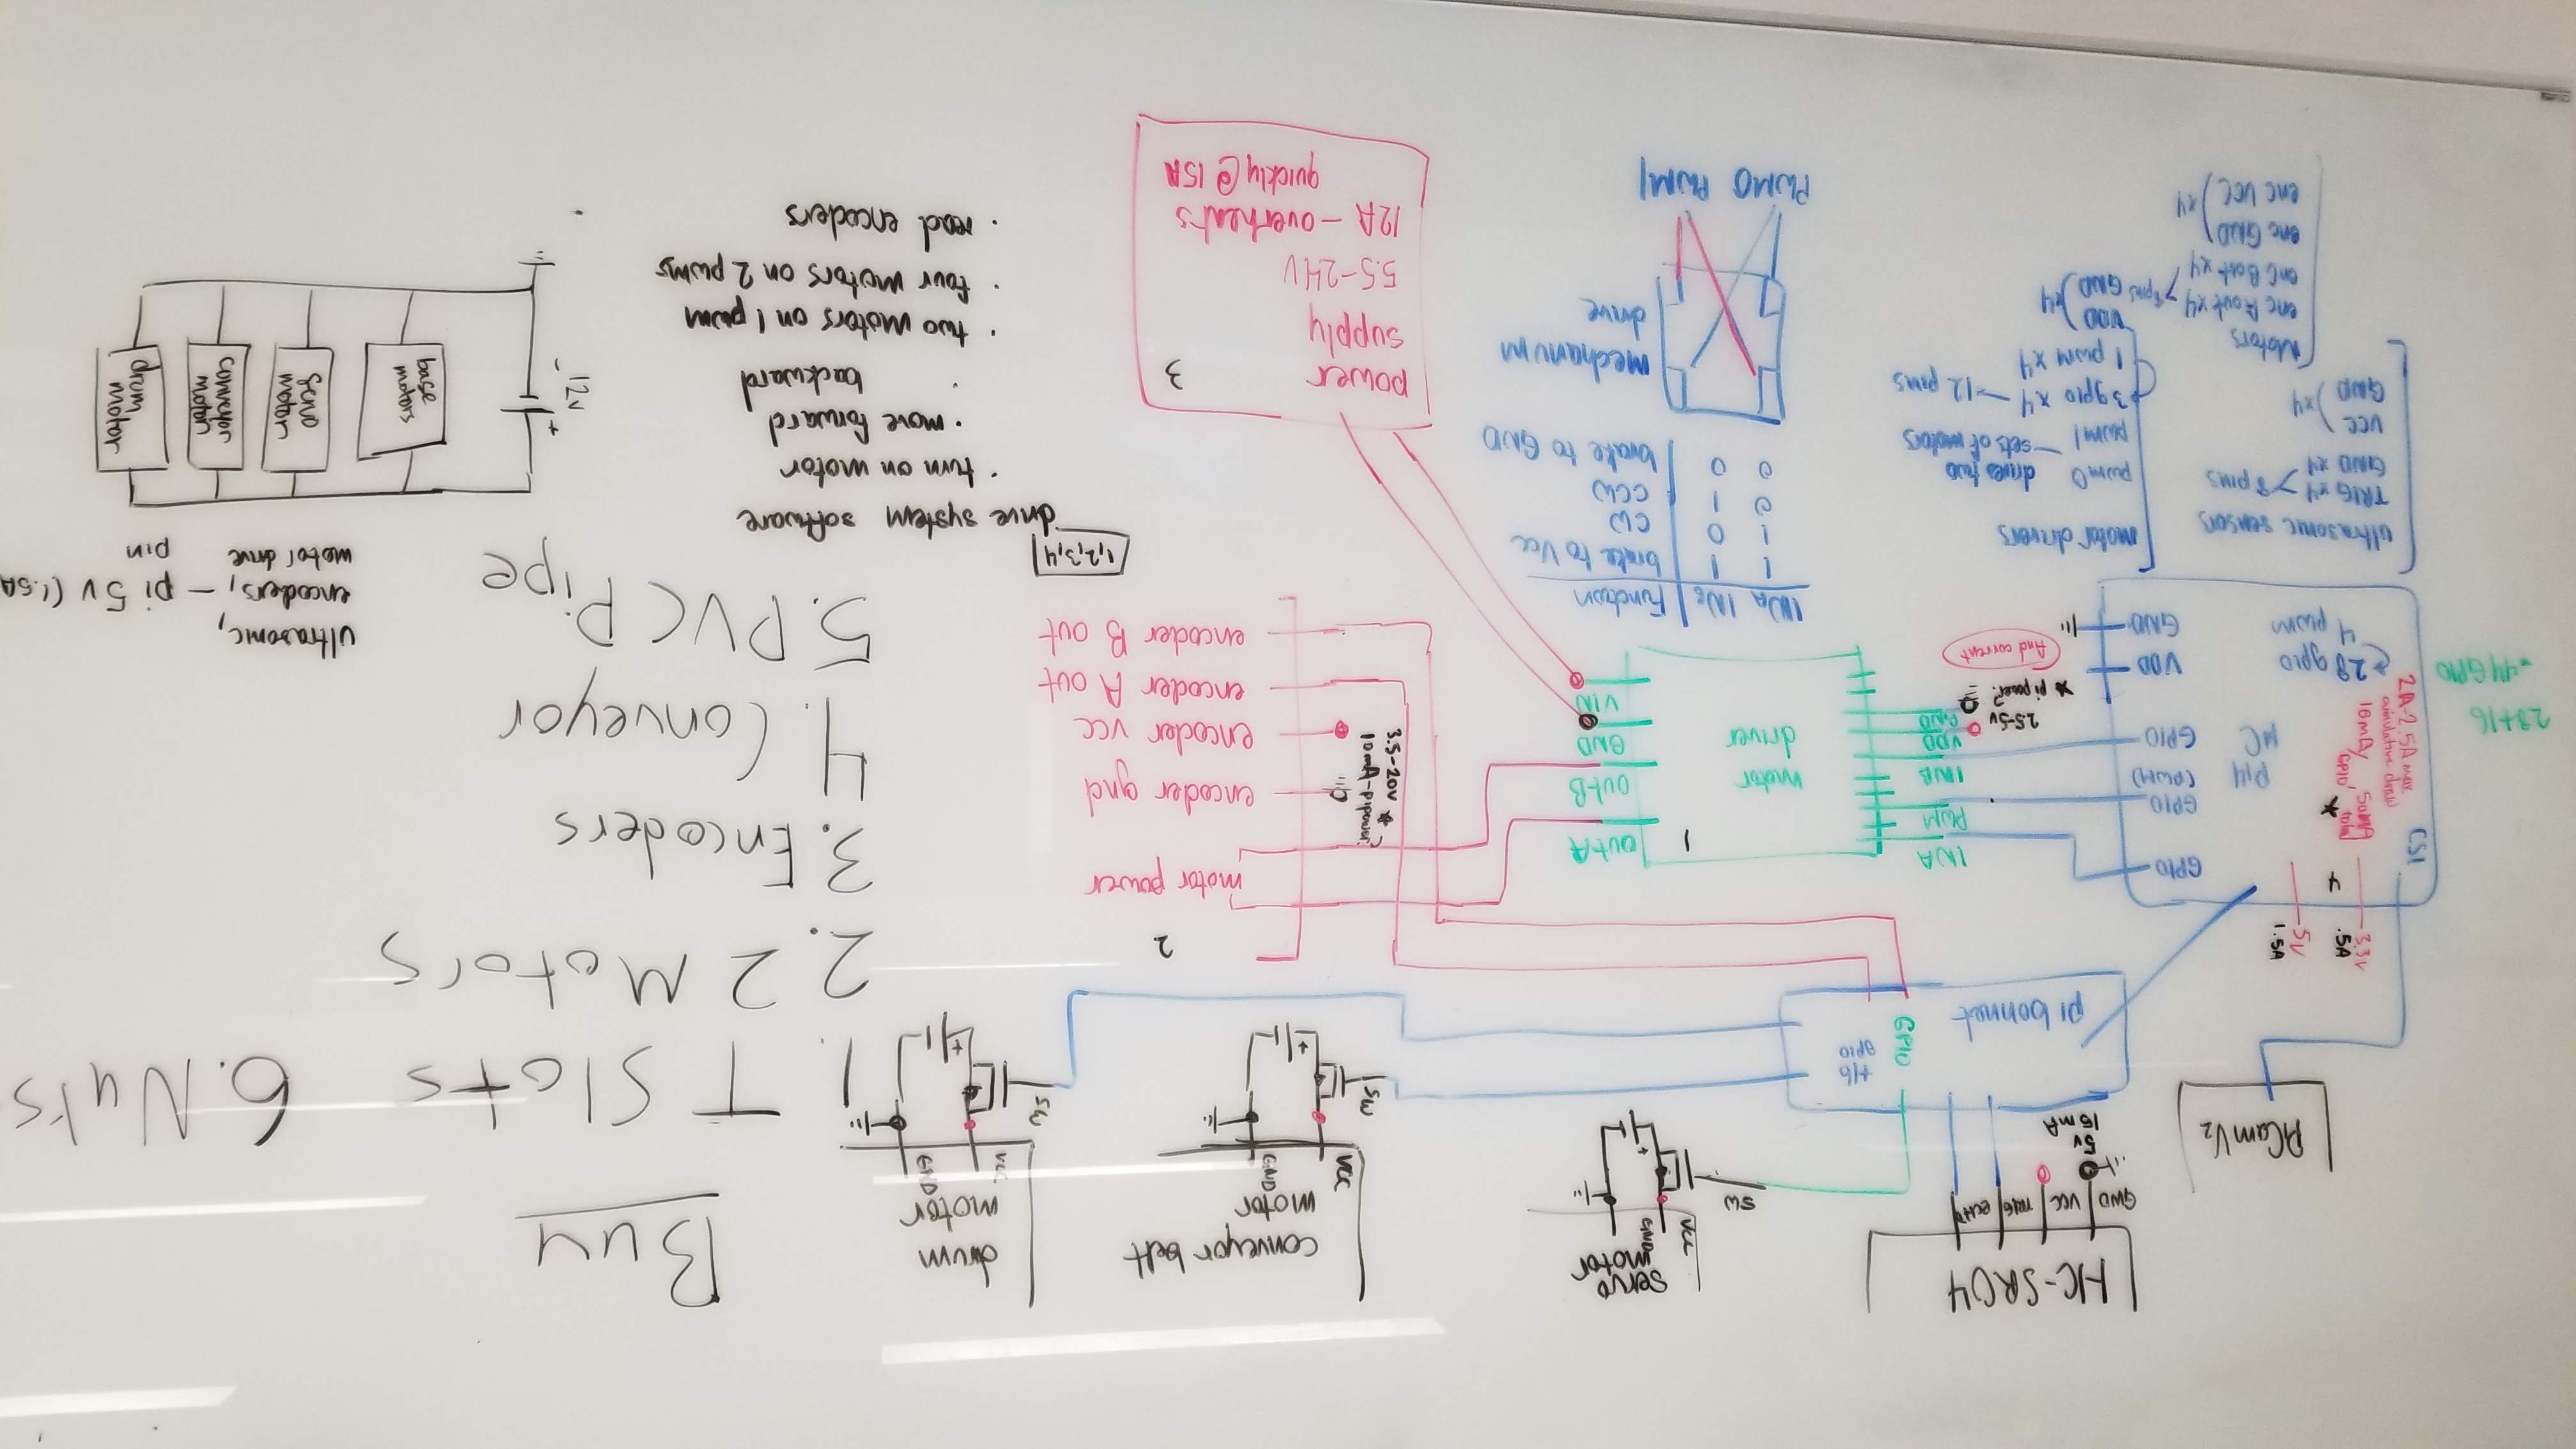 HC-SR04
GND VCC TRIG ECHO
5v
15mA
PiCamV2
servo
motor
VCC
GND
SW
conveyor belt
motor
VCC
GND
SW
drum
motor
VCC
GND
SW
Buy
1. T Slots
2. 2 Motors
3. Encoders
4. Conveyor
5. PVC Pipe
6. Nuts
pi bonnet
GPIO
+16
GPIO
3.3v
.5A
5v
1.5A
4
CSI
GPIO
GPIO
(PWM)
GPIO
Pi4
μC
2A-2.5A max
cumulative draw
16mA/GPIO, 50mA total
*
28 gpio
4 pwm
VDD
GND
28+16
=44 GPIO
INA
PWM
INB
VDD
GND
2.5-5v
* pi power?
And current
1
motor
driver
outA
outB
GND
VIN
2
motor power
encoder gnd
encoder vcc
encoder A out
encoder B out
3.5-20v *
10mA-pi power?
INA INB Function
1 1 brake to Vcc
1 0 CW
0 1 CCW
0 0 brake to GND
mechanum
drive
PWM0 PWM1
power
supply
3
5.5-24V
12A - overheats
quickly @ 15A
ultrasonic sensors
TRIG x4
GND x4
8 pins
VCC
GND
x4
motor drivers
pwm0
pwm1
drives two
sets of motors
3 gpio x4 - 12 pins
1 pwm x4
VDD
GND
x4
Motors
enc Aout x4
enc Bout x4
8 pins
enc GND
enc VCC
x4
1,2,3,4
drive system software
· turn on motor
· move forward
· backward
· two motors on 1 pwm
· four motors on 2 pwms
· read encoders
ultrasonic,
encoders, - pi 5v (1.5A
motor drive pin
+
12v
-
base
motors
servo
motor
conveyor
motor
drum
motor